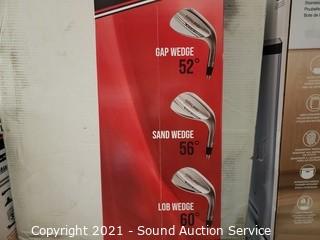 GAP WEDGE
52°
SAND WEDGE
56°
LOB WEDGE
60°
Copyright 2021 - Sound Auction Service